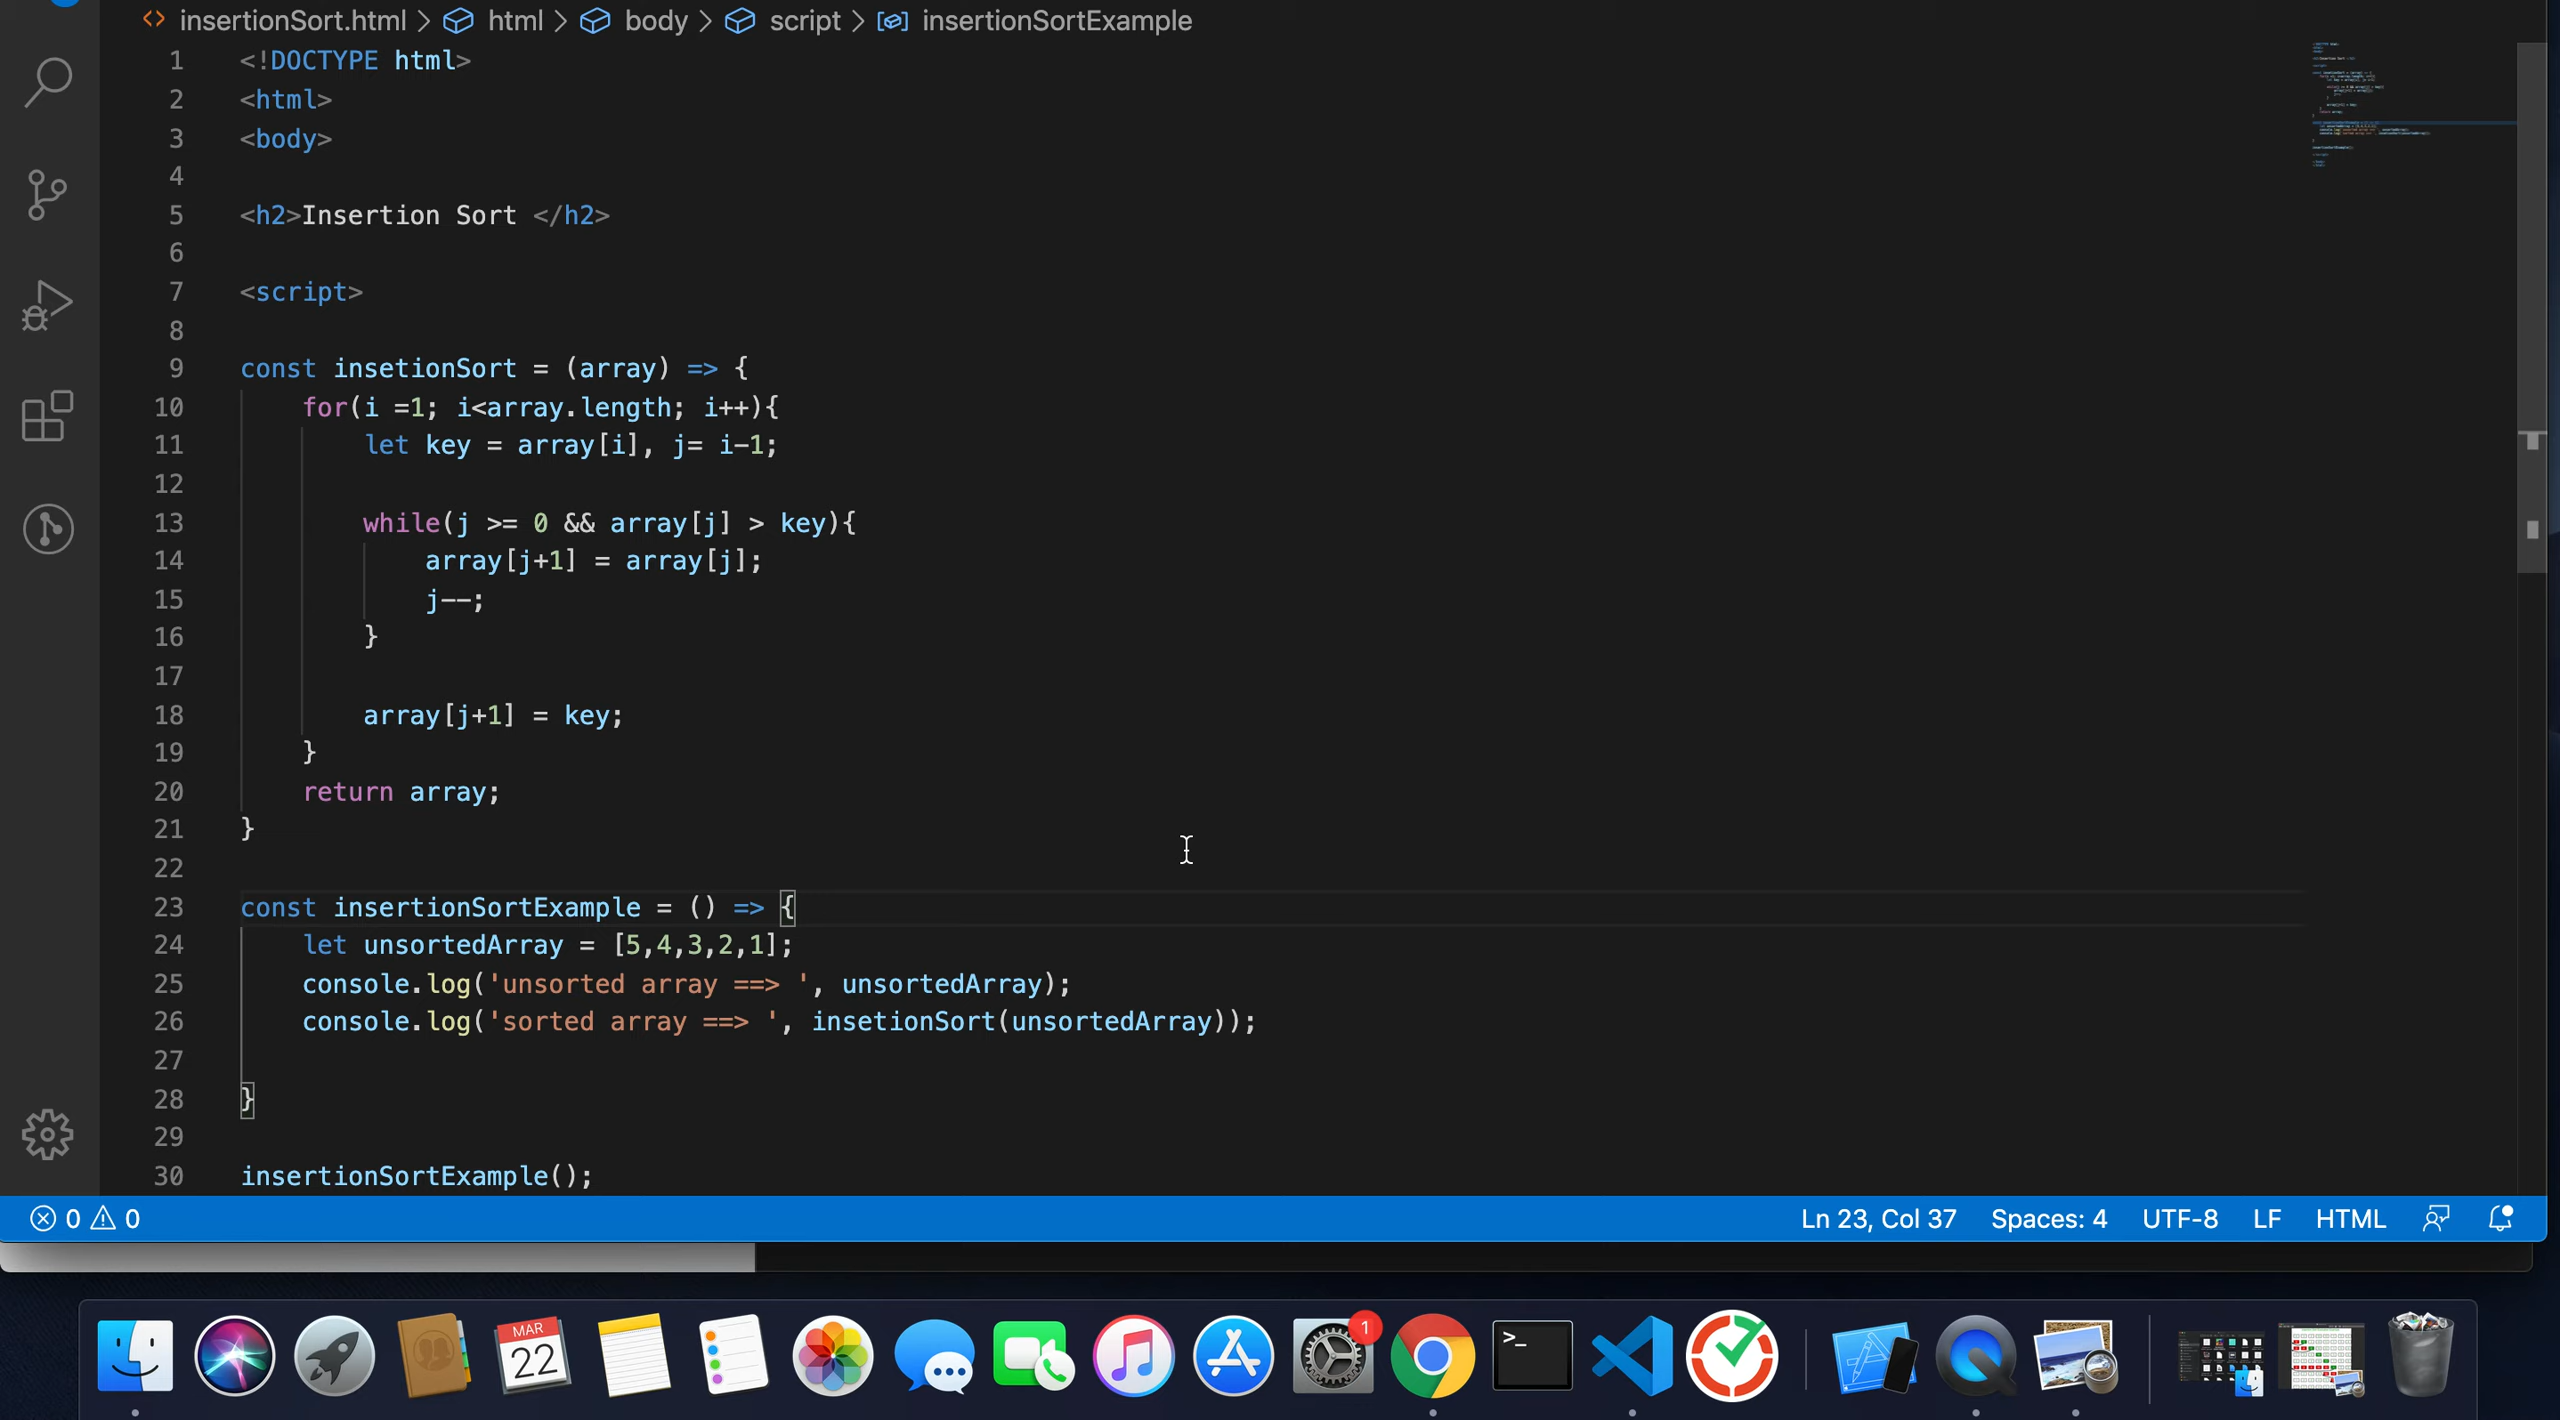 <> insertionSort.html > html > body > script > insertionSortExample
1 <!DOCTYPE html>
2 <html>
3 <body>
4
5 <h2>Insertion Sort </h2>
6
7 <script>
8
9 const insetionSort = (array) => {
10 for(i =1; i<array.length; i++){
11 let key = array[i], j= i-1;
12
13 while(j >= 0 && array[j] > key){
14 array[j+1] = array[j];
15 j--;
16 }
17
18 array[j+1] = key;
19 }
20 return array;
21 }
22
23 const insertionSortExample = () => {
24 let unsortedArray = [5,4,3,2,1];
25 console.log('unsorted array ==> ', unsortedArray);
26 console.log('sorted array ==> ', insetionSort(unsortedArray));
27
28 }
29
30 insertionSortExample();
0 0 Ln 23, Col 37 Spaces: 4 UTF-8 LF HTML
MAR
22
1
>_